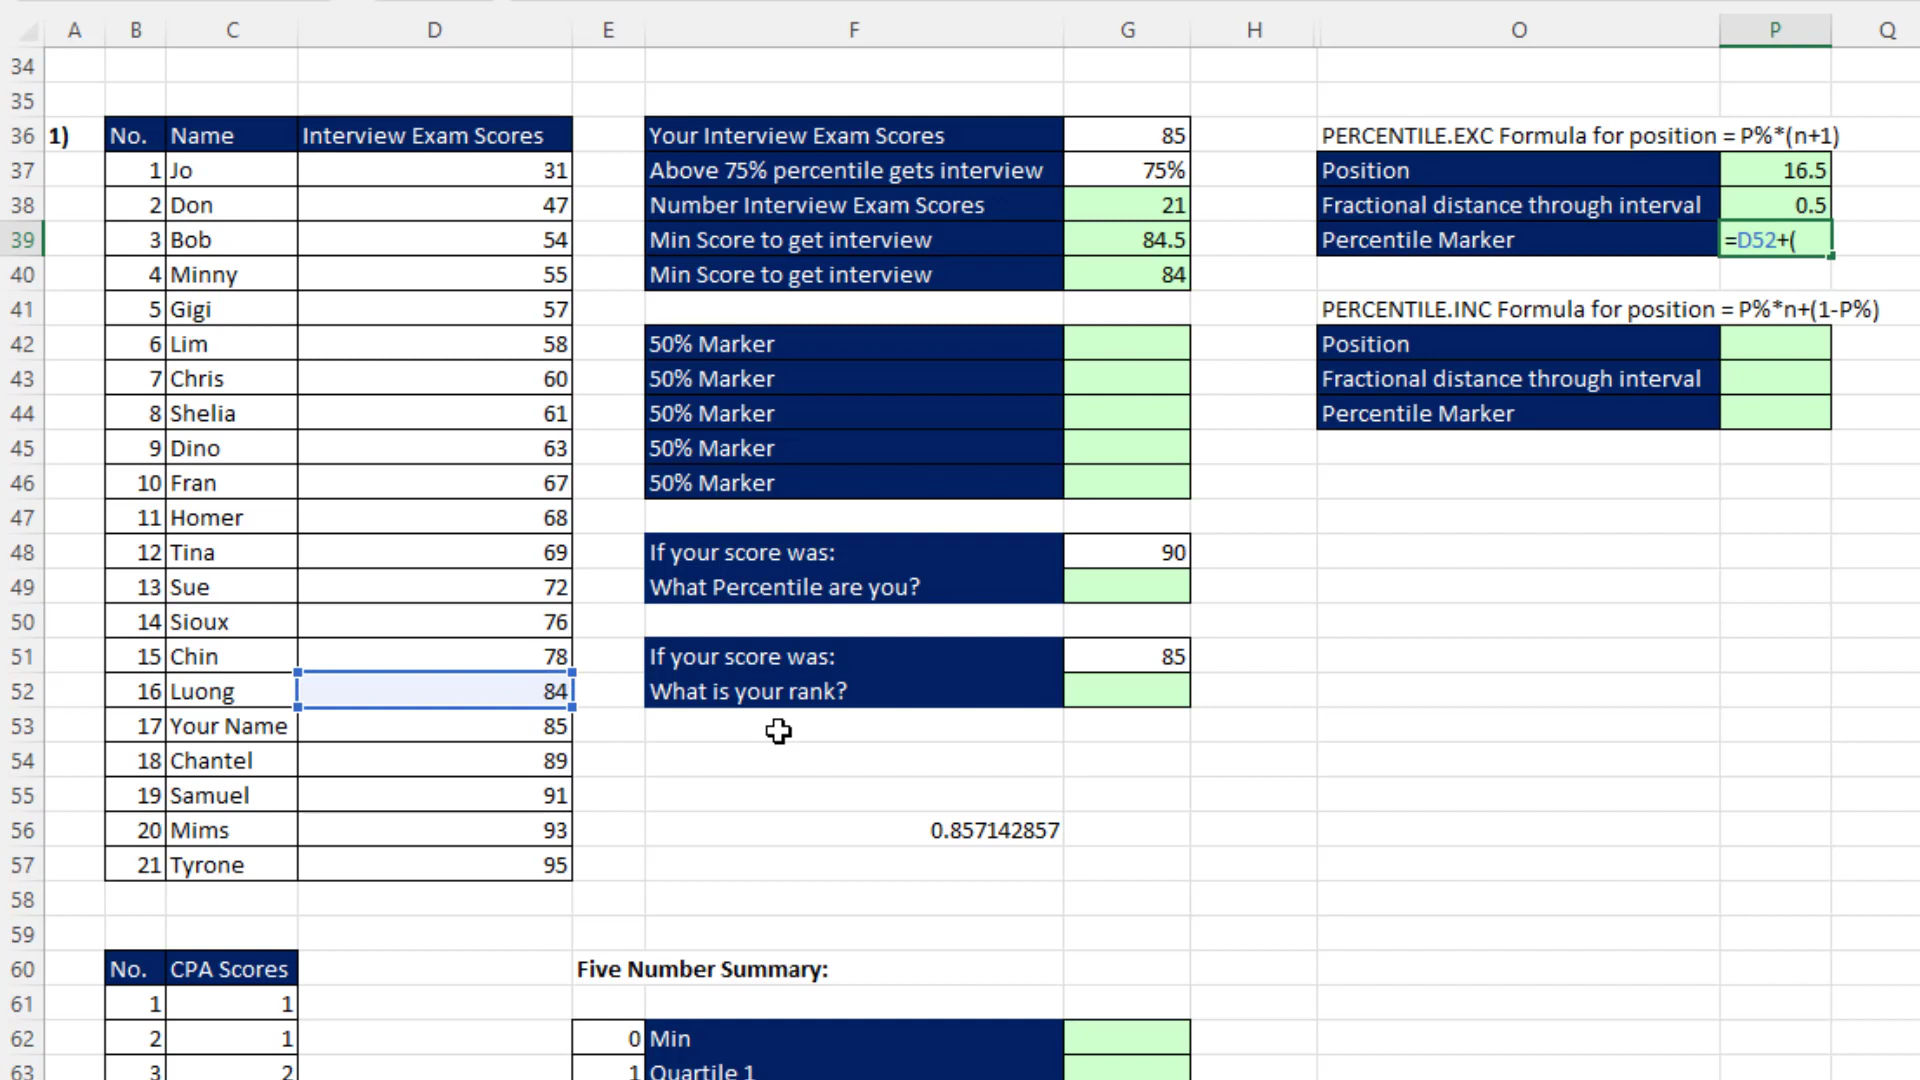 A B C D E F G H O P Q
34
35
36 1) No. Name Interview Exam Scores Your Interview Exam Scores 85 PERCENTILE.EXC Formula for position = P%*(n+1)
37 1 Jo 31 Above 75% percentile gets interview 75% Position 16.5
38 2 Don 47 Number Interview Exam Scores 21 Fractional distance through interval 0.5
39 3 Bob 54 Min Score to get interview 84.5 Percentile Marker =D52+(
40 4 Minny 55 Min Score to get interview 84
41 5 Gigi 57 PERCENTILE.INC Formula for position = P%*n+(1-P%)
42 6 Lim 58 50% Marker Position
43 7 Chris 60 50% Marker Fractional distance through interval
44 8 Shelia 61 50% Marker Percentile Marker
45 9 Dino 63 50% Marker
46 10 Fran 67 50% Marker
47 11 Homer 68
48 12 Tina 69 If your score was: 90
49 13 Sue 72 What Percentile are you?
50 14 Sioux 76
51 15 Chin 78 If your score was: 85
52 16 Luong 84 What is your rank?
53 17 Your Name 85
54 18 Chantel 89
55 19 Samuel 91
56 20 Mims 93 0.857142857
57 21 Tyrone 95
58
59
60 No. CPA Scores Five Number Summary:
61 1 1
62 2 1 0 Min
63 3 2 1 Quartile 1